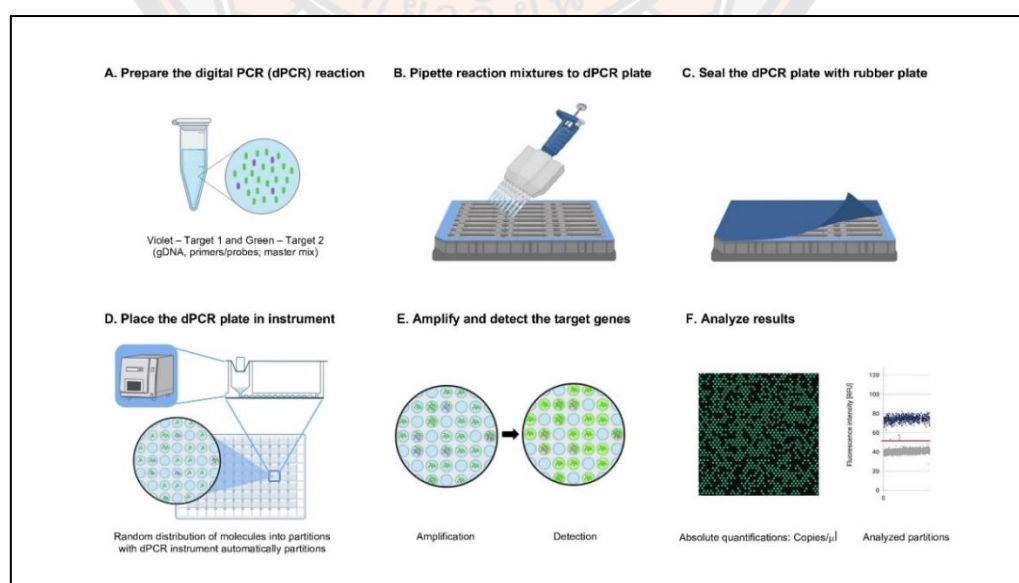 A. Prepare the digital PCR (dPCR) reaction
Violet – Target 1 and Green – Target 2
(gDNA, primers/probes; master mix)
B. Pipette reaction mixtures to dPCR plate
C. Seal the dPCR plate with rubber plate
D. Place the dPCR plate in instrument
Random distribution of molecules into partitions
with dPCR instrument automatically partitions
E. Amplify and detect the target genes
Amplification
Detection
F. Analyze results
Fluorescence intensity [RFU]
120
100
80
60
40
20
0
0
Absolute quantifications: Copies/µl
Analyzed partitions